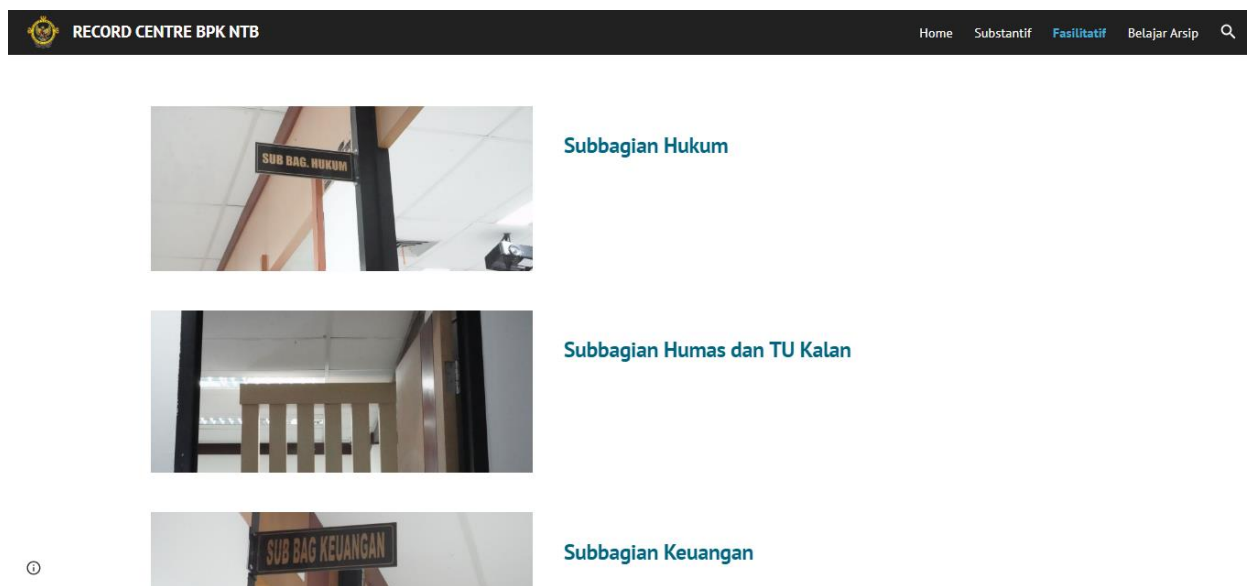 RECORD CENTRE BPK NTB
Home Substantif Fasilitatif Belajar Arsip
SUB BAG. HUKUM
Subbagian Hukum
Subbagian Humas dan TU Kalan
SUB BAG KEUANGAN
Subbagian Keuangan